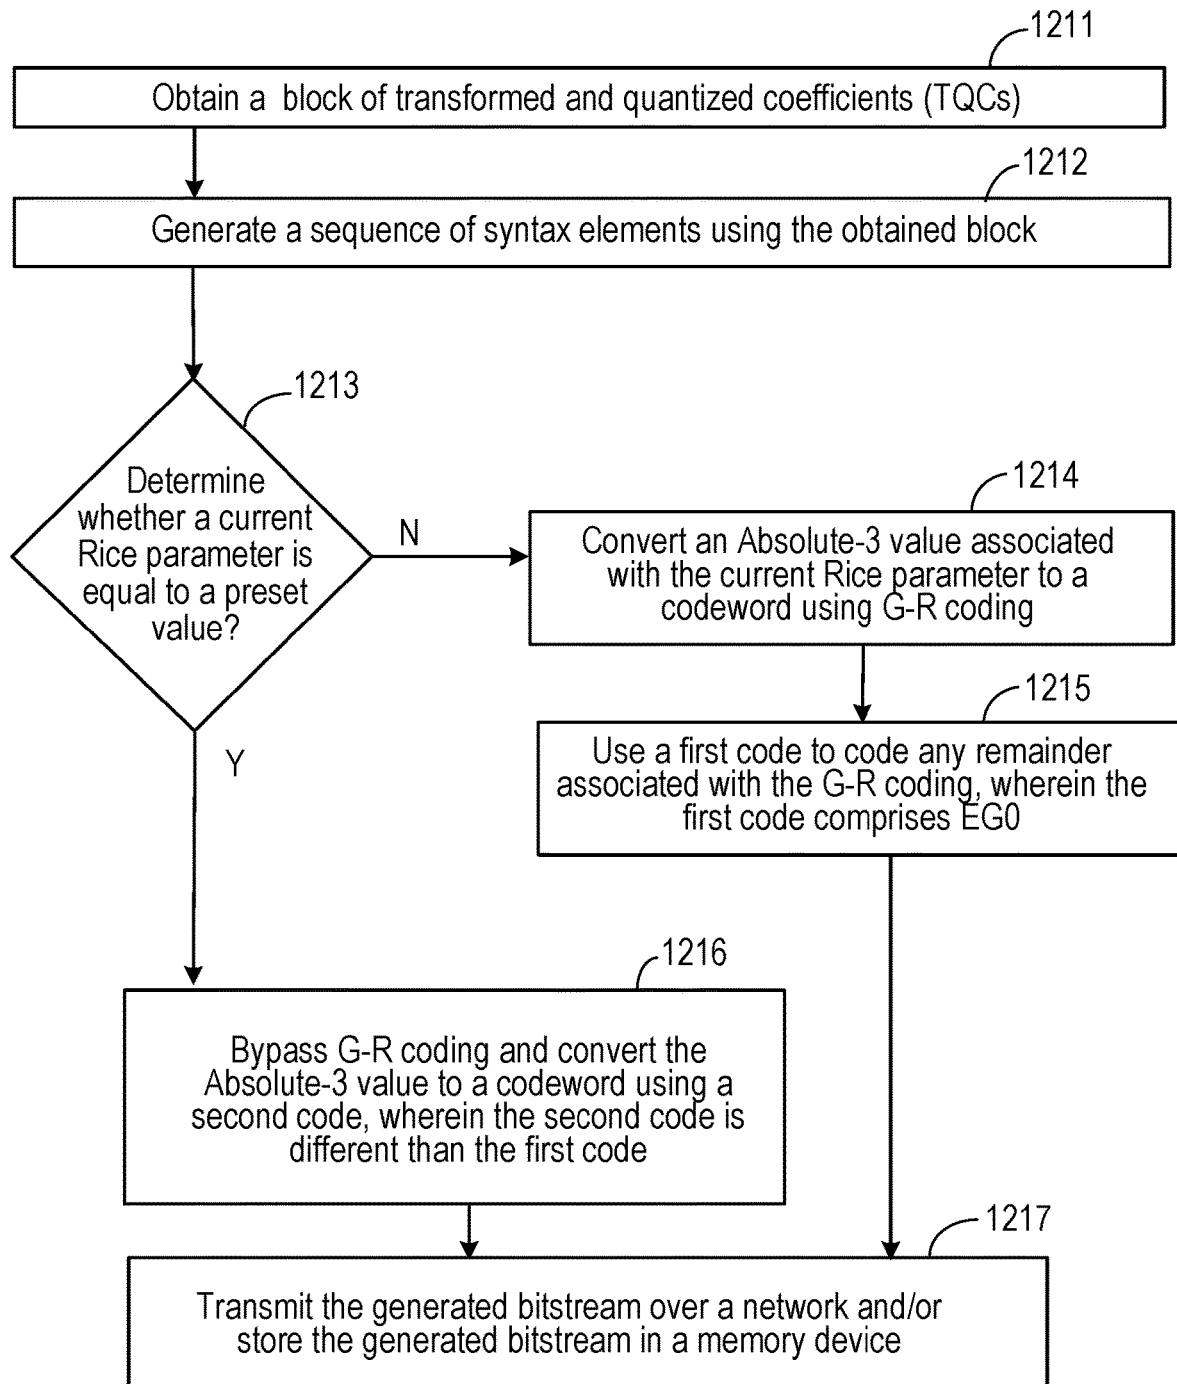 1211
Obtain a block of transformed and quantized coefficients (TQCs)
1212
Generate a sequence of syntax elements using the obtained block
1213
Determine
whether a current
Rice parameter is
equal to a preset
value?
N
1214
Convert an Absolute-3 value associated
with the current Rice parameter to a
codeword using G-R coding
1215
Use a first code to code any remainder
associated with the G-R coding, wherein the
first code comprises EG0
Y
1216
Bypass G-R coding and convert the
Absolute-3 value to a codeword using a
second code, wherein the second code is
different than the first code
1217
Transmit the generated bitstream over a network and/or
store the generated bitstream in a memory device